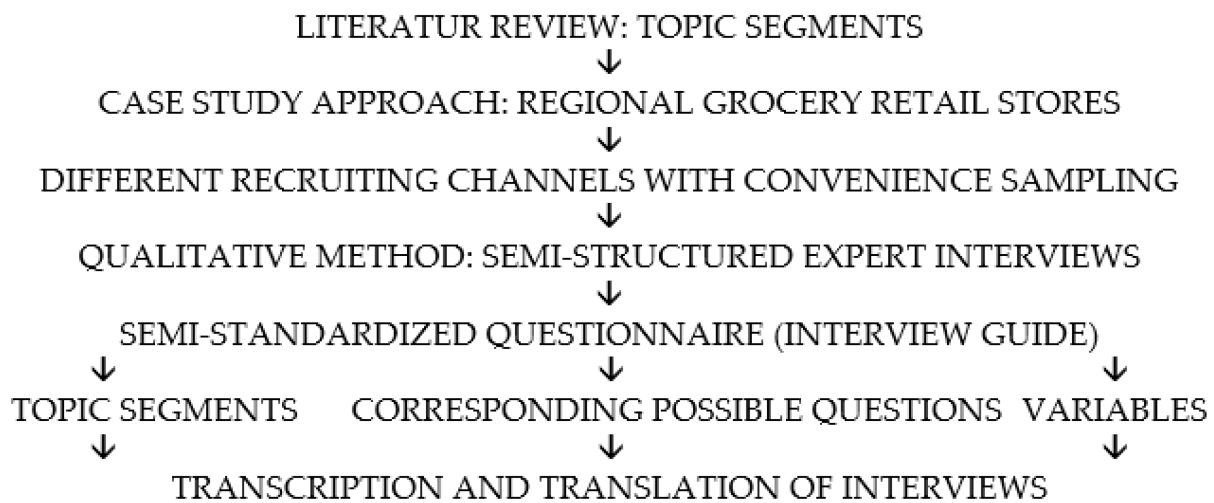 LITERATUR REVIEW: TOPIC SEGMENTS
↓
CASE STUDY APPROACH: REGIONAL GROCERY RETAIL STORES
↓
DIFFERENT RECRUITING CHANNELS WITH CONVENIENCE SAMPLING
↓
QUALITATIVE METHOD: SEMI-STRUCTURED EXPERT INTERVIEWS
↓
SEMI-STANDARDIZED QUESTIONNAIRE (INTERVIEW GUIDE)
↓ ↓ ↓
TOPIC SEGMENTS CORRESPONDING POSSIBLE QUESTIONS VARIABLES
↓ ↓ ↓
TRANSCRIPTION AND TRANSLATION OF INTERVIEWS